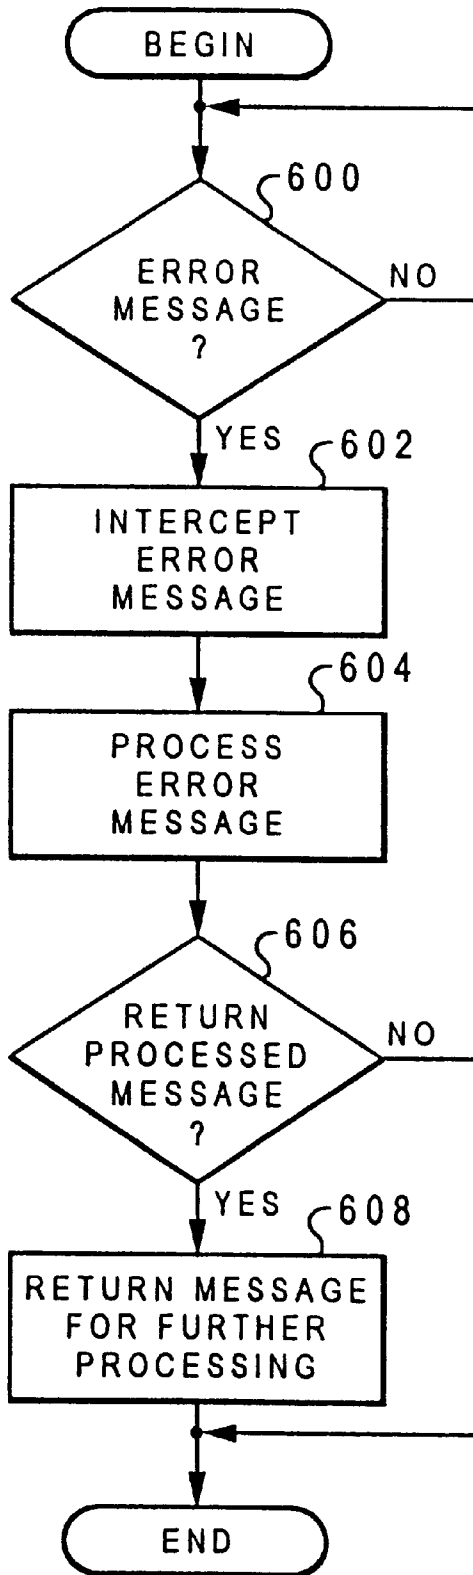 BEGIN
600
ERROR
MESSAGE
?
NO
YES
602
INTERCEPT
ERROR
MESSAGE
604
PROCESS
ERROR
MESSAGE
606
RETURN
PROCESSED
MESSAGE
?
NO
YES
608
RETURN MESSAGE
FOR FURTHER
PROCESSING
END